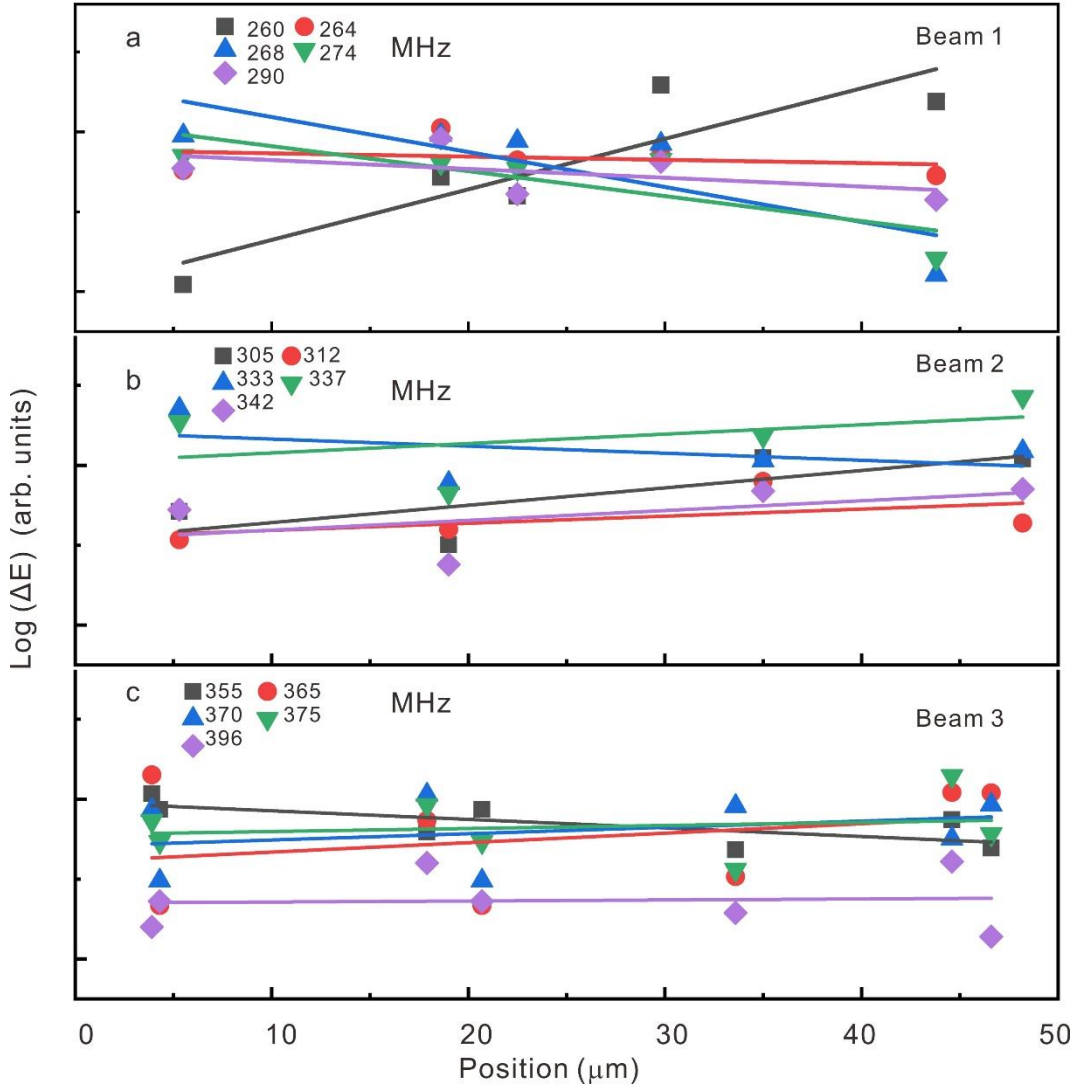 a
260 264
268 274
290
MHz
Beam 1
b
305 312
333 337
342
MHz
Beam 2
c
355 365
370 375
396
MHz
Beam 3
Log (ΔE) (arb. units)
0 10 20 30 40 50
Position (μm)